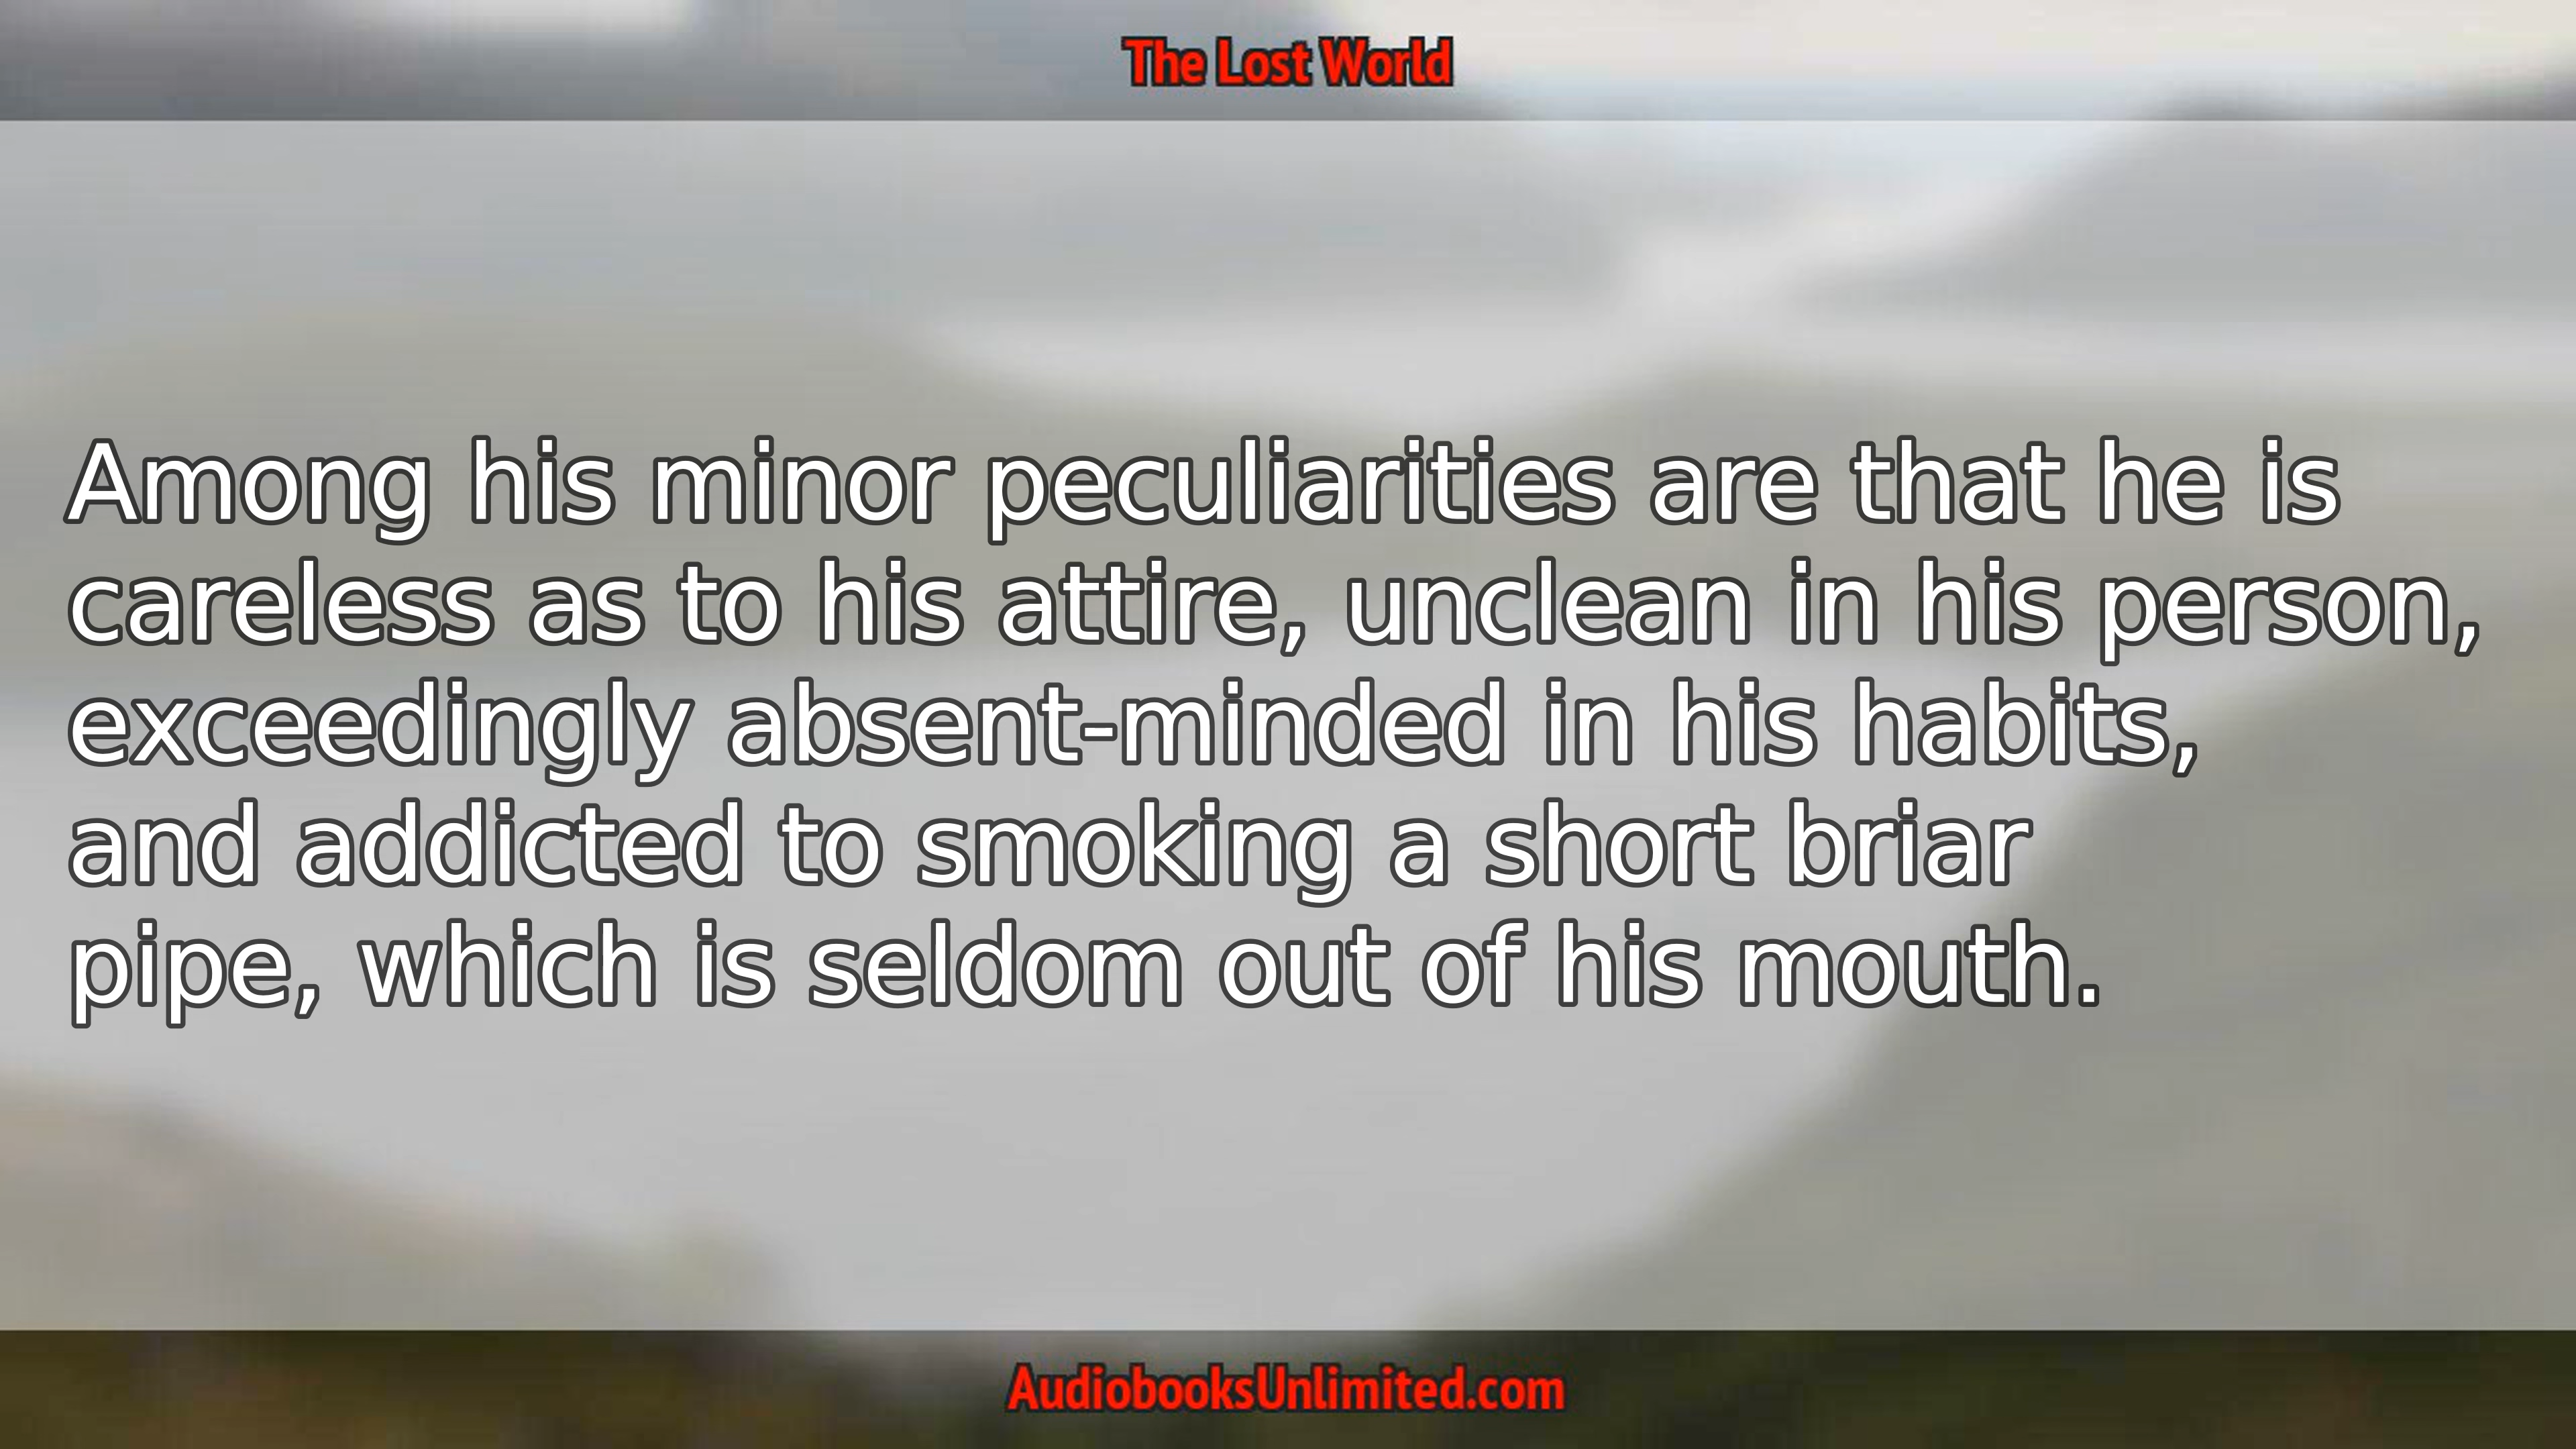 The Lost World
Among his minor peculiarities are that he is
careless as to his attire, unclean in his person,
exceedingly absent-minded in his habits,
and addicted to smoking a short briar
pipe, which is seldom out of his mouth.
AudiobooksUnlimited.com